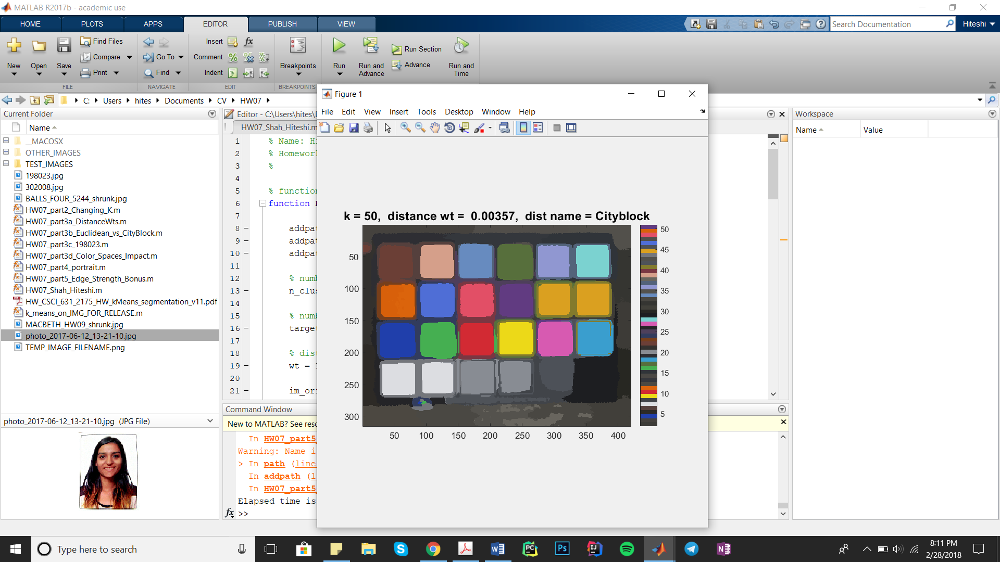 MATLAB R2017b - academic use
HOME PLOTS APPS EDITOR PUBLISH VIEW
Search Documentation
Hiteshi
New
Open
Save
Find Files
Compare
Print
FILE
Go To
Find
NAVIGATE
Insert
Comment
Indent
EDIT
Breakpoints
BREAKPOINTS
Run
Run and
Advance
Run Section
Advance
Run and
Time
C: Users hites Documents CV HW07
Current Folder
Name
__MACOSX
OTHER_IMAGES
TEST_IMAGES
198023.jpg
302008.jpg
BALLS_FOUR_5244_shrunk.jpg
HW07_part2_Changing_K.m
HW07_part3a_DistanceWts.m
HW07_part3b_Euclidean_vs_CityBlock.m
HW07_part3c_198023.m
HW07_part3d_Color_Spaces_Impact.m
HW07_part4_portrait.m
HW07_part5_Edge_Strength_Bonus.m
HW07_Shah_Hiteshi.m
HW_CSCI_631_2175_HW_kMeans_segmentation_v11.pdf
k_means_on_IMG_FOR_RELEASE.m
MACBETH_HW09_shrunk.jpg
photo_2017-06-12_13-21-10.jpg
TEMP_IMAGE_FILENAME.png
photo_2017-06-12_13-21-10.jpg (JPG File)
Editor - C:\Users\hites\
HW07_Shah_Hiteshi.m
1 % Name: H
2 % Homework
3 %
4
5 % function
6 function
7
8 addpa
9 addpa
10 addpa
11
12 % num
13 n_clu
14
15 % num
16 target
17
18 % dist
19 wt =
20
21 im_or
Command Window
New to MATLAB? See
In HW07_part5
Warning: Name i
> In path (line
In addpath (
In HW07_part5
Elapsed time is
fx >>
Figure 1
File Edit View Insert Tools Desktop Window Help
k = 50, distance wt = 0.00357, dist name = Cityblock
50
100
150
200
250
300
50 100 150 200 250 300 350 400
50
45
40
35
30
25
20
15
10
5
Workspace
Name Value
Type here to search
8:11 PM
2/28/2018